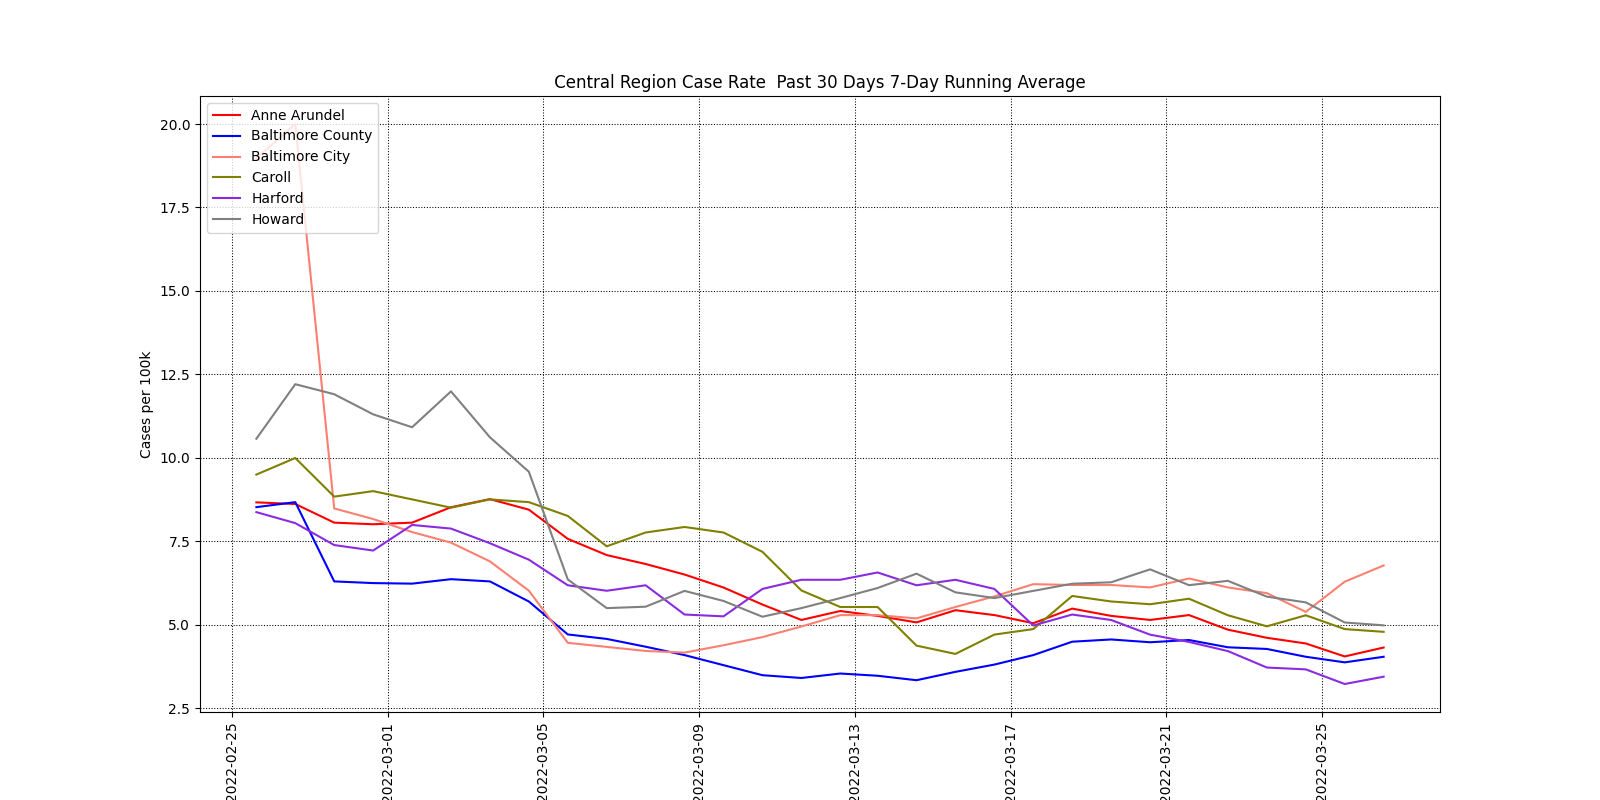 Central Region Case Rate  Past 30 Days 7-Day Running Average
Anne Arundel
Baltimore County
Baltimore City
Caroll
Harford
Howard
Cases per 100k
20.0
17.5
15.0
12.5
10.0
7.5
5.0
2.5
2022-02-25
2022-03-01
2022-03-05
2022-03-09
2022-03-13
2022-03-17
2022-03-21
2022-03-25